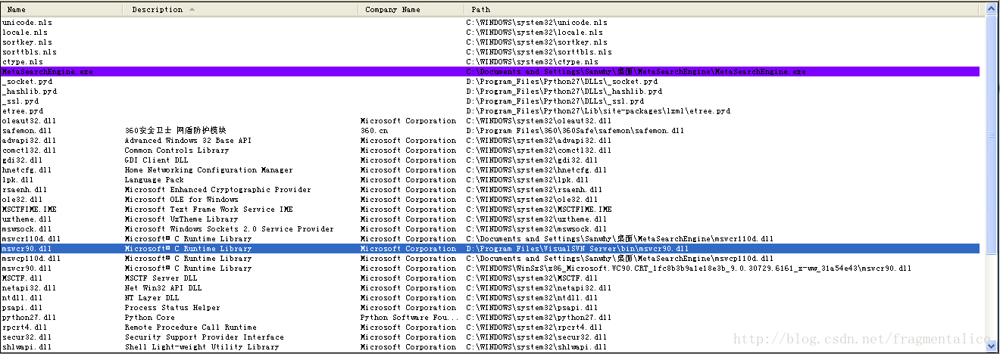 Name Description Company Name Path
unicode.nls C:\WINDOWS\system32\unicode.nls
locale.nls C:\WINDOWS\system32\locale.nls
sortkey.nls C:\WINDOWS\system32\sortkey.nls
sorttbls.nls C:\WINDOWS\system32\sorttbls.nls
ctype.nls C:\WINDOWS\system32\ctype.nls
MetaSearchEngine.exe C:\Documents and Settings\Sanwhy\桌面\MetaSearchEngine\MetaSearchEngine.exe
_socket.pyd D:\Program_Files\Python27\DLLs\_socket.pyd
_hashlib.pyd D:\Program_Files\Python27\DLLs\_hashlib.pyd
_ssl.pyd D:\Program_Files\Python27\DLLs\_ssl.pyd
etree.pyd D:\Program_Files\Python27\Lib\site-packages\lxml\etree.pyd
oleaut32.dll Microsoft Corporation C:\WINDOWS\system32\oleaut32.dll
safemon.dll 360安全卫士 网盾防护模块 360.cn D:\Program Files\360\360Safe\safemon\safemon.dll
advapi32.dll Advanced Windows 32 Base API Microsoft Corporation C:\WINDOWS\system32\advapi32.dll
comctl32.dll Common Controls Library Microsoft Corporation C:\WINDOWS\system32\comctl32.dll
gdi32.dll GDI Client DLL Microsoft Corporation C:\WINDOWS\system32\gdi32.dll
hnetcfg.dll Home Networking Configuration Manager Microsoft Corporation C:\WINDOWS\system32\hnetcfg.dll
lpk.dll Language Pack Microsoft Corporation C:\WINDOWS\system32\lpk.dll
rsaenh.dll Microsoft Enhanced Cryptographic Provider Microsoft Corporation C:\WINDOWS\system32\rsaenh.dll
ole32.dll Microsoft OLE for Windows Microsoft Corporation C:\WINDOWS\system32\ole32.dll
MSCTFIME.IME Microsoft Text Frame Work Service IME Microsoft Corporation C:\WINDOWS\system32\MSCTFIME.IME
uxtheme.dll Microsoft UxTheme Library Microsoft Corporation C:\WINDOWS\system32\uxtheme.dll
mswsock.dll Microsoft Windows Sockets 2.0 Service Provider Microsoft Corporation C:\WINDOWS\system32\mswsock.dll
msvcr110d.dll Microsoft® C Runtime Library Microsoft Corporation C:\Documents and Settings\Sanwhy\桌面\MetaSearchEngine\msvcr110d.dll
msvcr90.dll Microsoft® C Runtime Library Microsoft Corporation D:\Program Files\VisualSVN Server\bin\msvcr90.dll
msvcp110d.dll Microsoft® C Runtime Library Microsoft Corporation C:\Documents and Settings\Sanwhy\桌面\MetaSearchEngine\msvcp110d.dll
msvcr90.dll Microsoft® C Runtime Library Microsoft Corporation C:\WINDOWS\WinSxS\x86_Microsoft.VC90.CRT_1fc8b3b9a1e18e3b_9.0.30729.6161_x-ww_31a54e43\msvcr90.dll
MSCTF.dll MSCTF Server DLL Microsoft Corporation C:\WINDOWS\system32\MSCTF.dll
netapi32.dll Net Win32 API DLL Microsoft Corporation C:\WINDOWS\system32\netapi32.dll
ntdll.dll NT Layer DLL Microsoft Corporation C:\WINDOWS\system32\ntdll.dll
psapi.dll Process Status Helper Microsoft Corporation C:\WINDOWS\system32\psapi.dll
python27.dll Python Core Python Software Fou... C:\WINDOWS\system32\python27.dll
rpcrt4.dll Remote Procedure Call Runtime Microsoft Corporation C:\WINDOWS\system32\rpcrt4.dll
secur32.dll Security Support Provider Interface Microsoft Corporation C:\WINDOWS\system32\secur32.dll
shlwapi.dll Shell Light-weight Utility Library Microsoft Corporation C:\WINDOWS\system32\shlwapi.dll
http://blog.csdn.net/fragmentalice